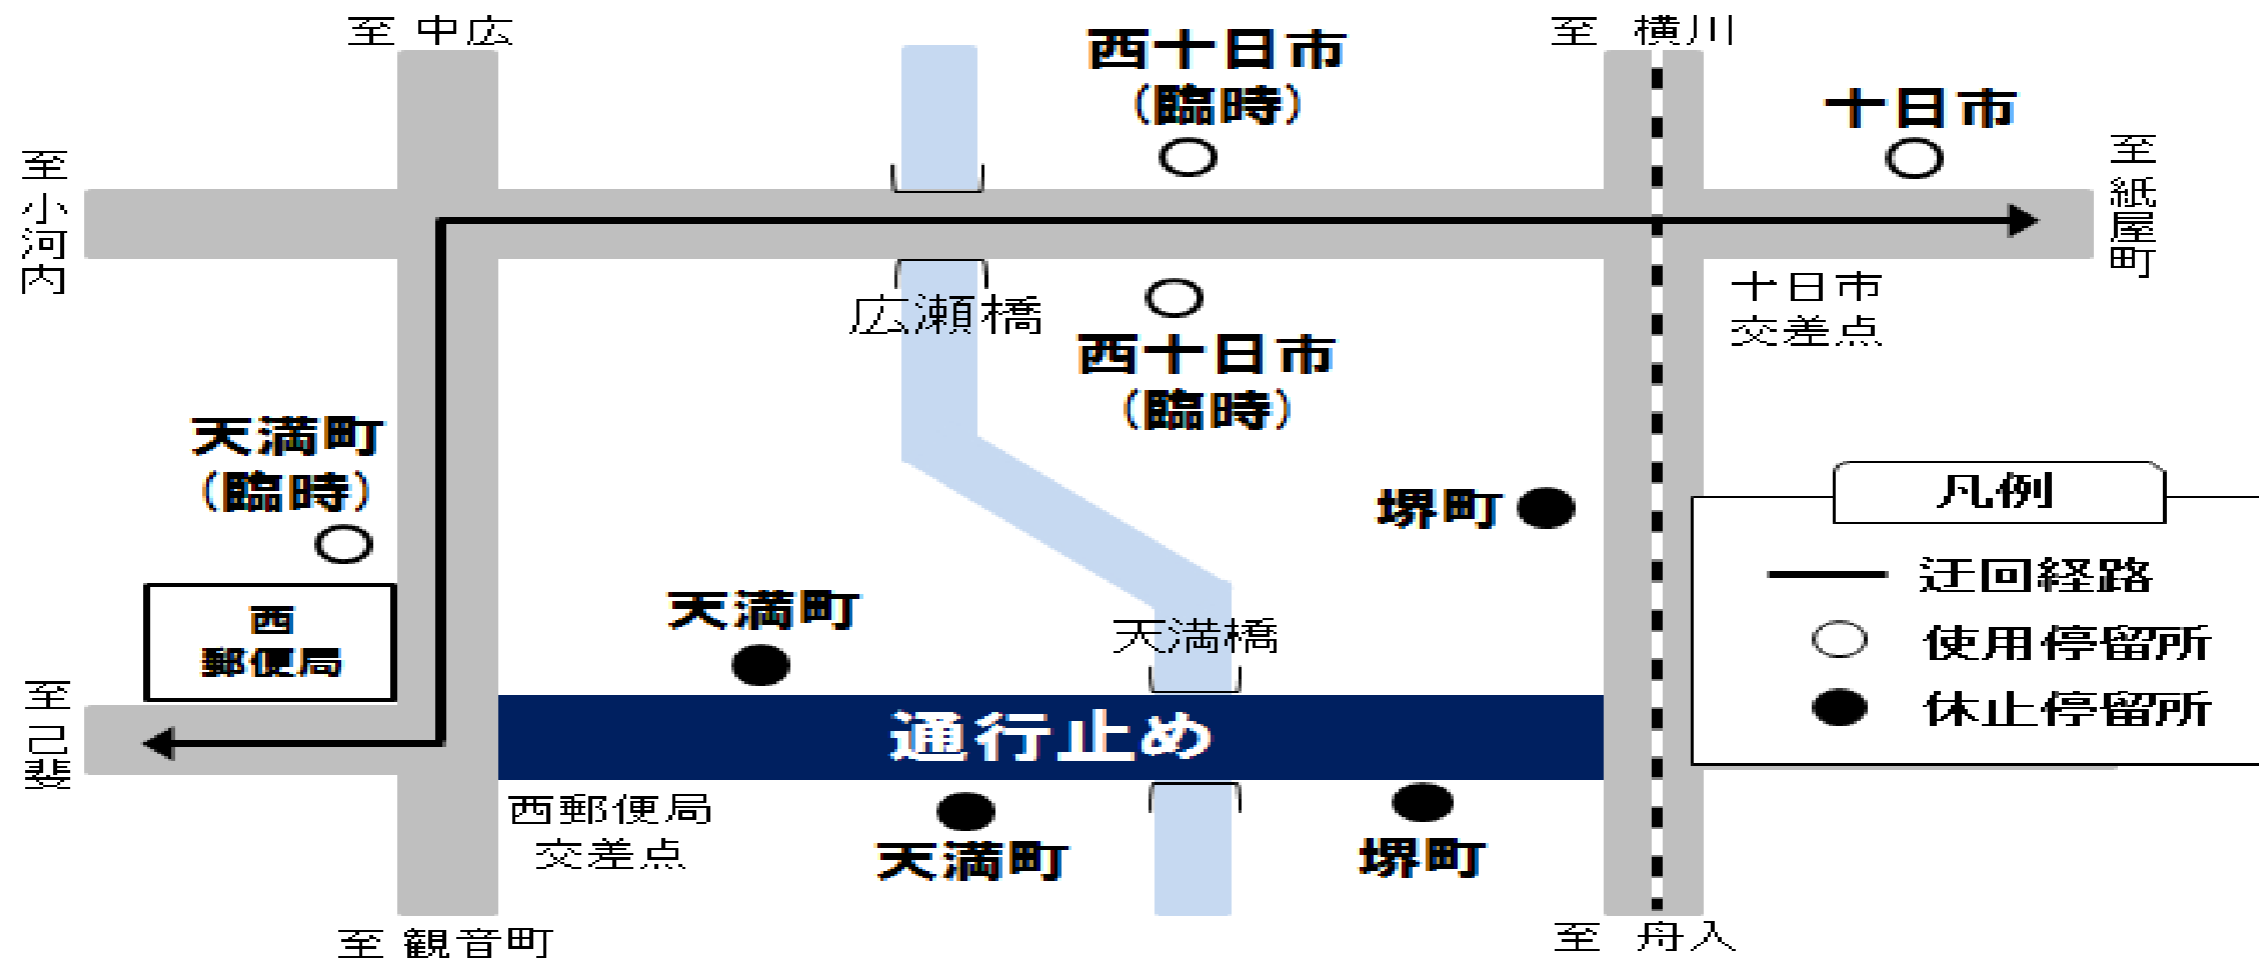 至 中広
西十日市
（臨時）
至 横川
十日市
至 小河内
至 紙屋町
広瀬橋
西十日市
（臨時）
十日市
交差点
天満町
（臨時）
堺町
凡例
迂回経路
使用停留所
休止停留所
西
郵便局
天満町
天満橋
至 己斐
通行止め
西郵便局
交差点
天満町
堺町
至 観音町
至 舟入